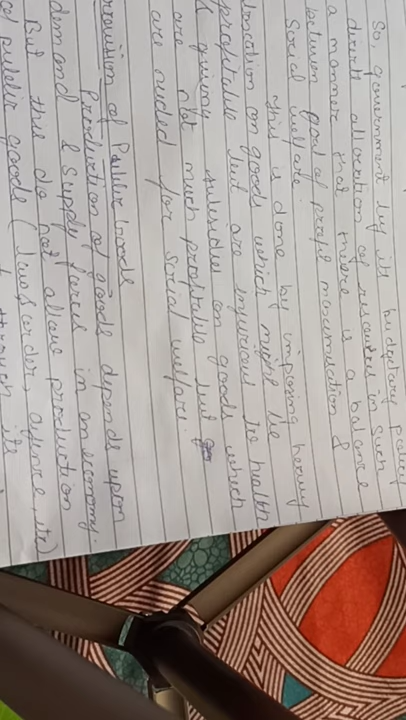 So, government by its budgetary policy
directs allocation of resources in such
a manner that there is a balance
between goal of profit maximisation &
Social welfare.
This is done by imposing heavy
taxation on goods which might be
profitable but are injurious to health
& giving subsidies on goods which
are not much profitable but
are needed for social welfare.
Provision of Public Goods
Production of goods depends upon
demand & supply forces in an economy.
But this do not allow production
of public goods (law & order, defence, etc)
through its